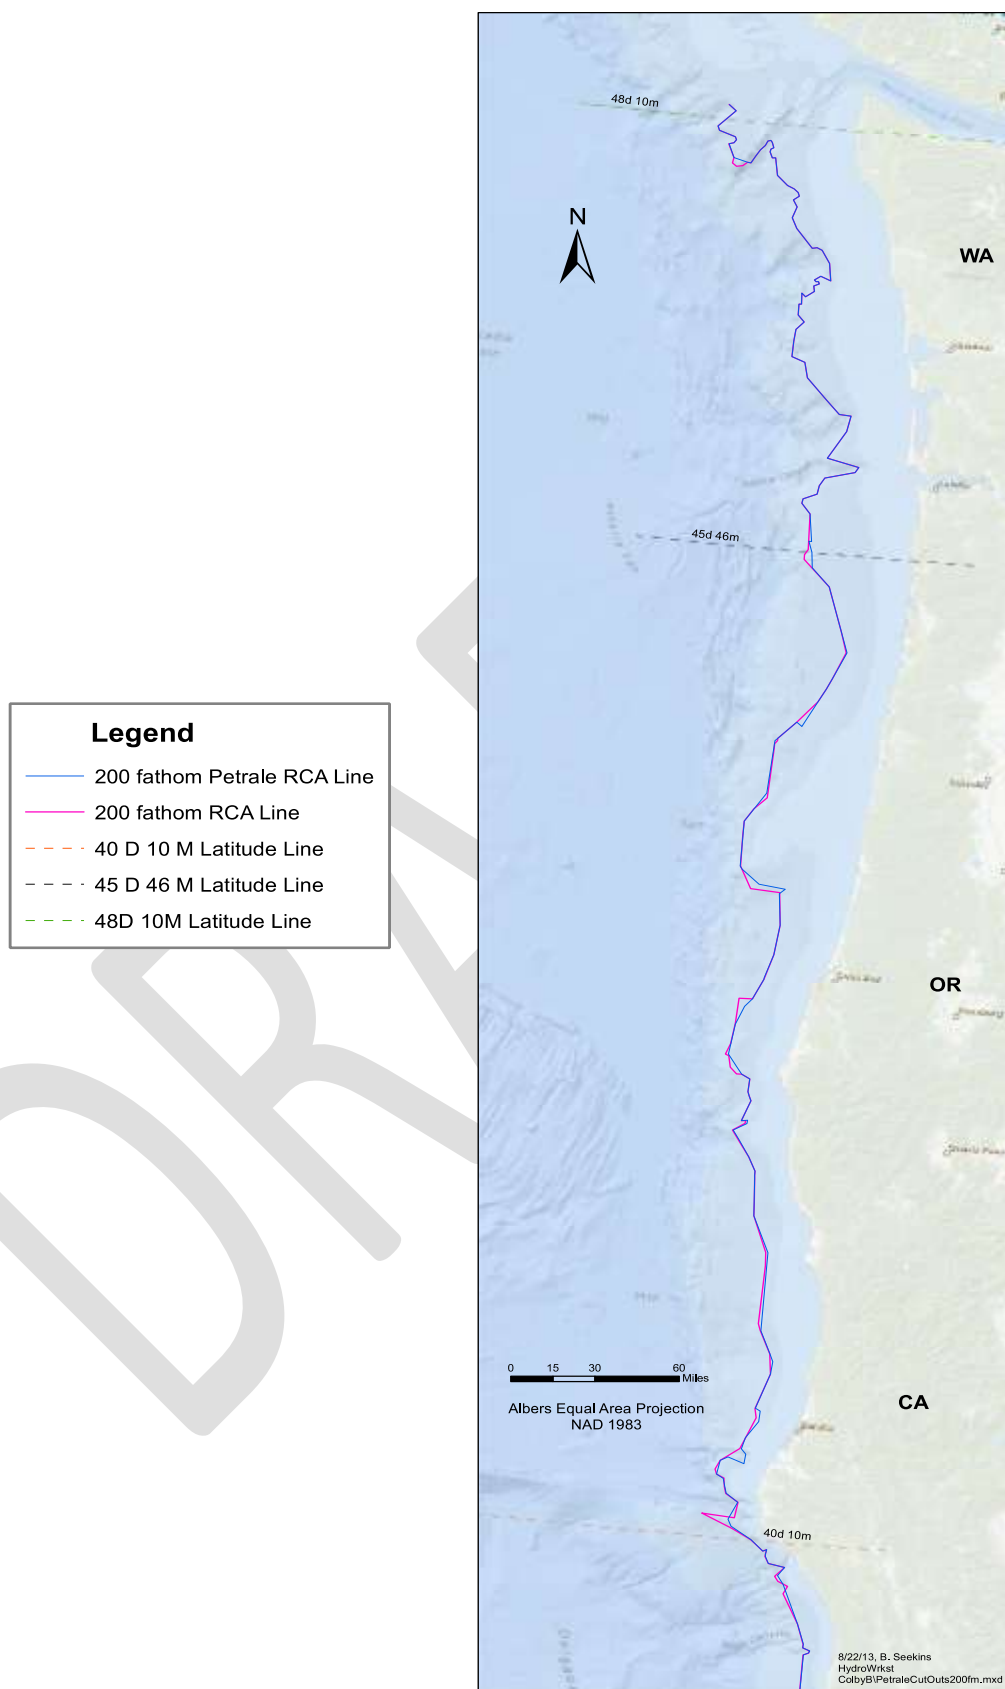 48d 10m
N
WA
45d 46m
Legend
200 fathom Petrale RCA Line
200 fathom RCA Line
40 D 10 M Latitude Line
45 D 46 M Latitude Line
48D 10M Latitude Line
OR
0 15 30 60
Miles
Albers Equal Area Projection
NAD 1983
CA
40d 10m
8/22/13, B. Seekins
HydroWrkst
ColbyB\PetraleCutOuts200fm.mxd
DRA